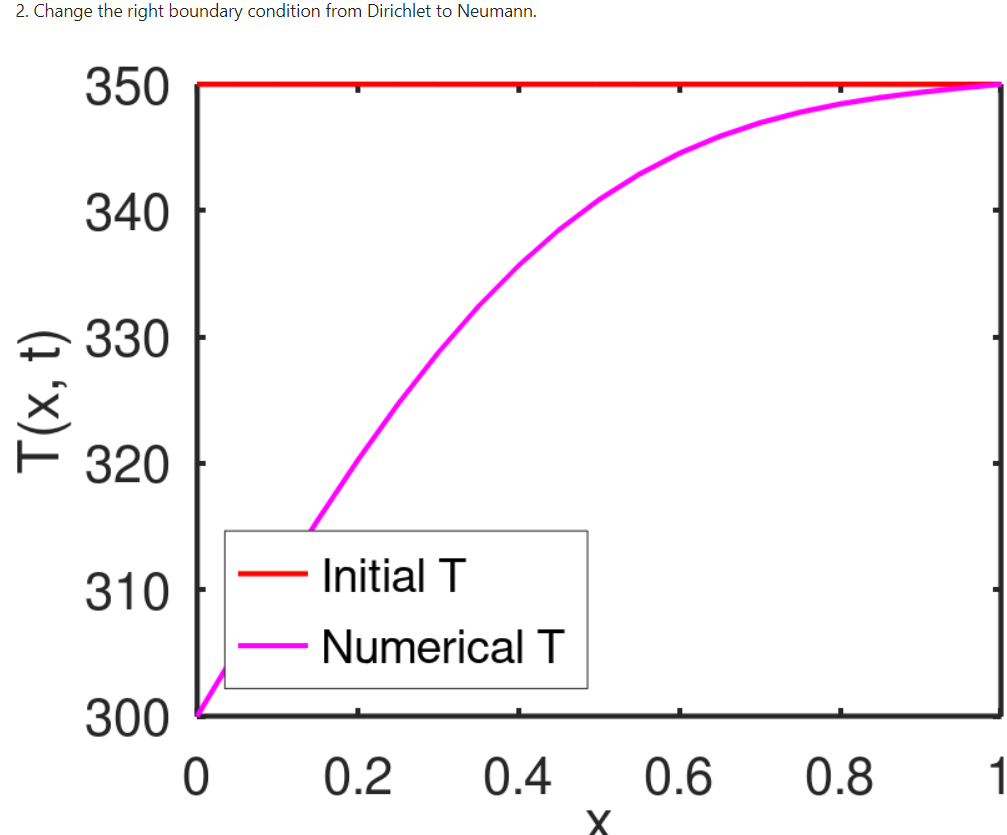 2. Change the right boundary condition from Dirichlet to Neumann.
350
340
330
320
310
300
T(x, t)
Initial T
Numerical T
0 0.2 0.4 0.6 0.8 1
x